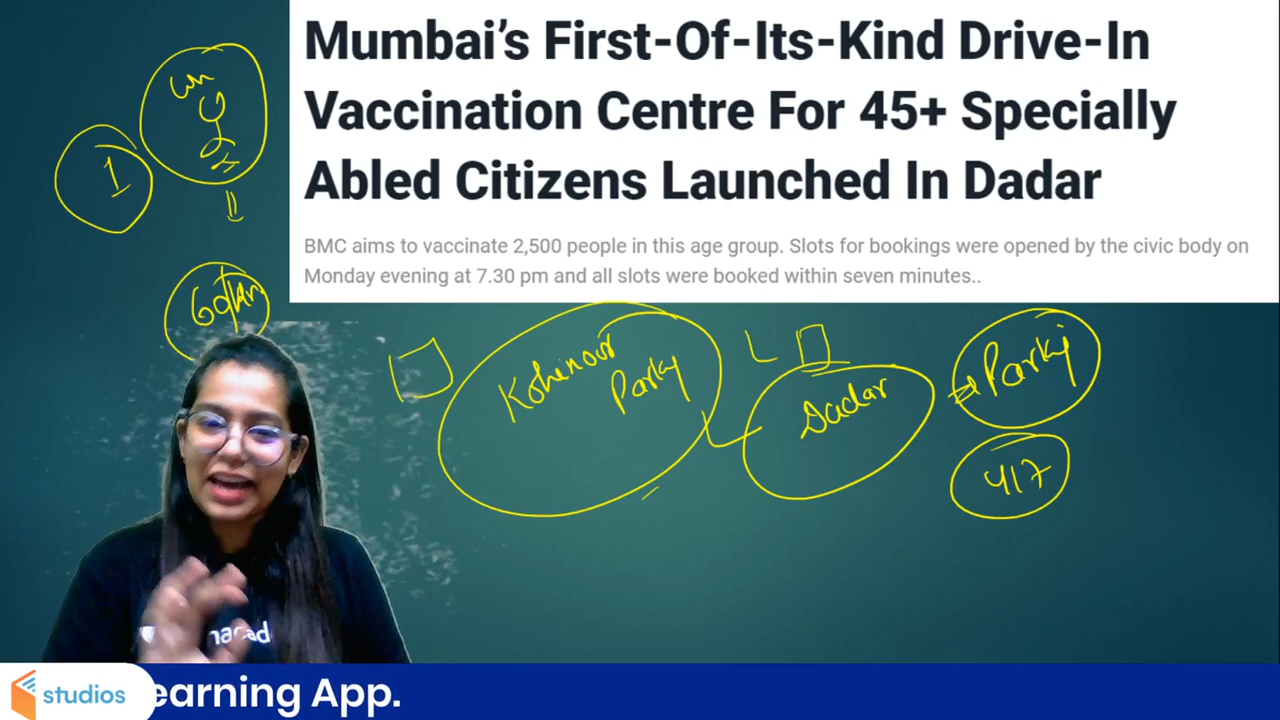 Mumbai’s First-Of-Its-Kind Drive-In
Vaccination Centre For 45+ Specially
Abled Citizens Launched In Dadar
BMC aims to vaccinate 2,500 people in this age group. Slots for bookings were opened by the civic body on
Monday evening at 7.30 pm and all slots were booked within seven minutes..
1
Kohenoor
Parky
Dadar
Parky
417
studios
earning App.